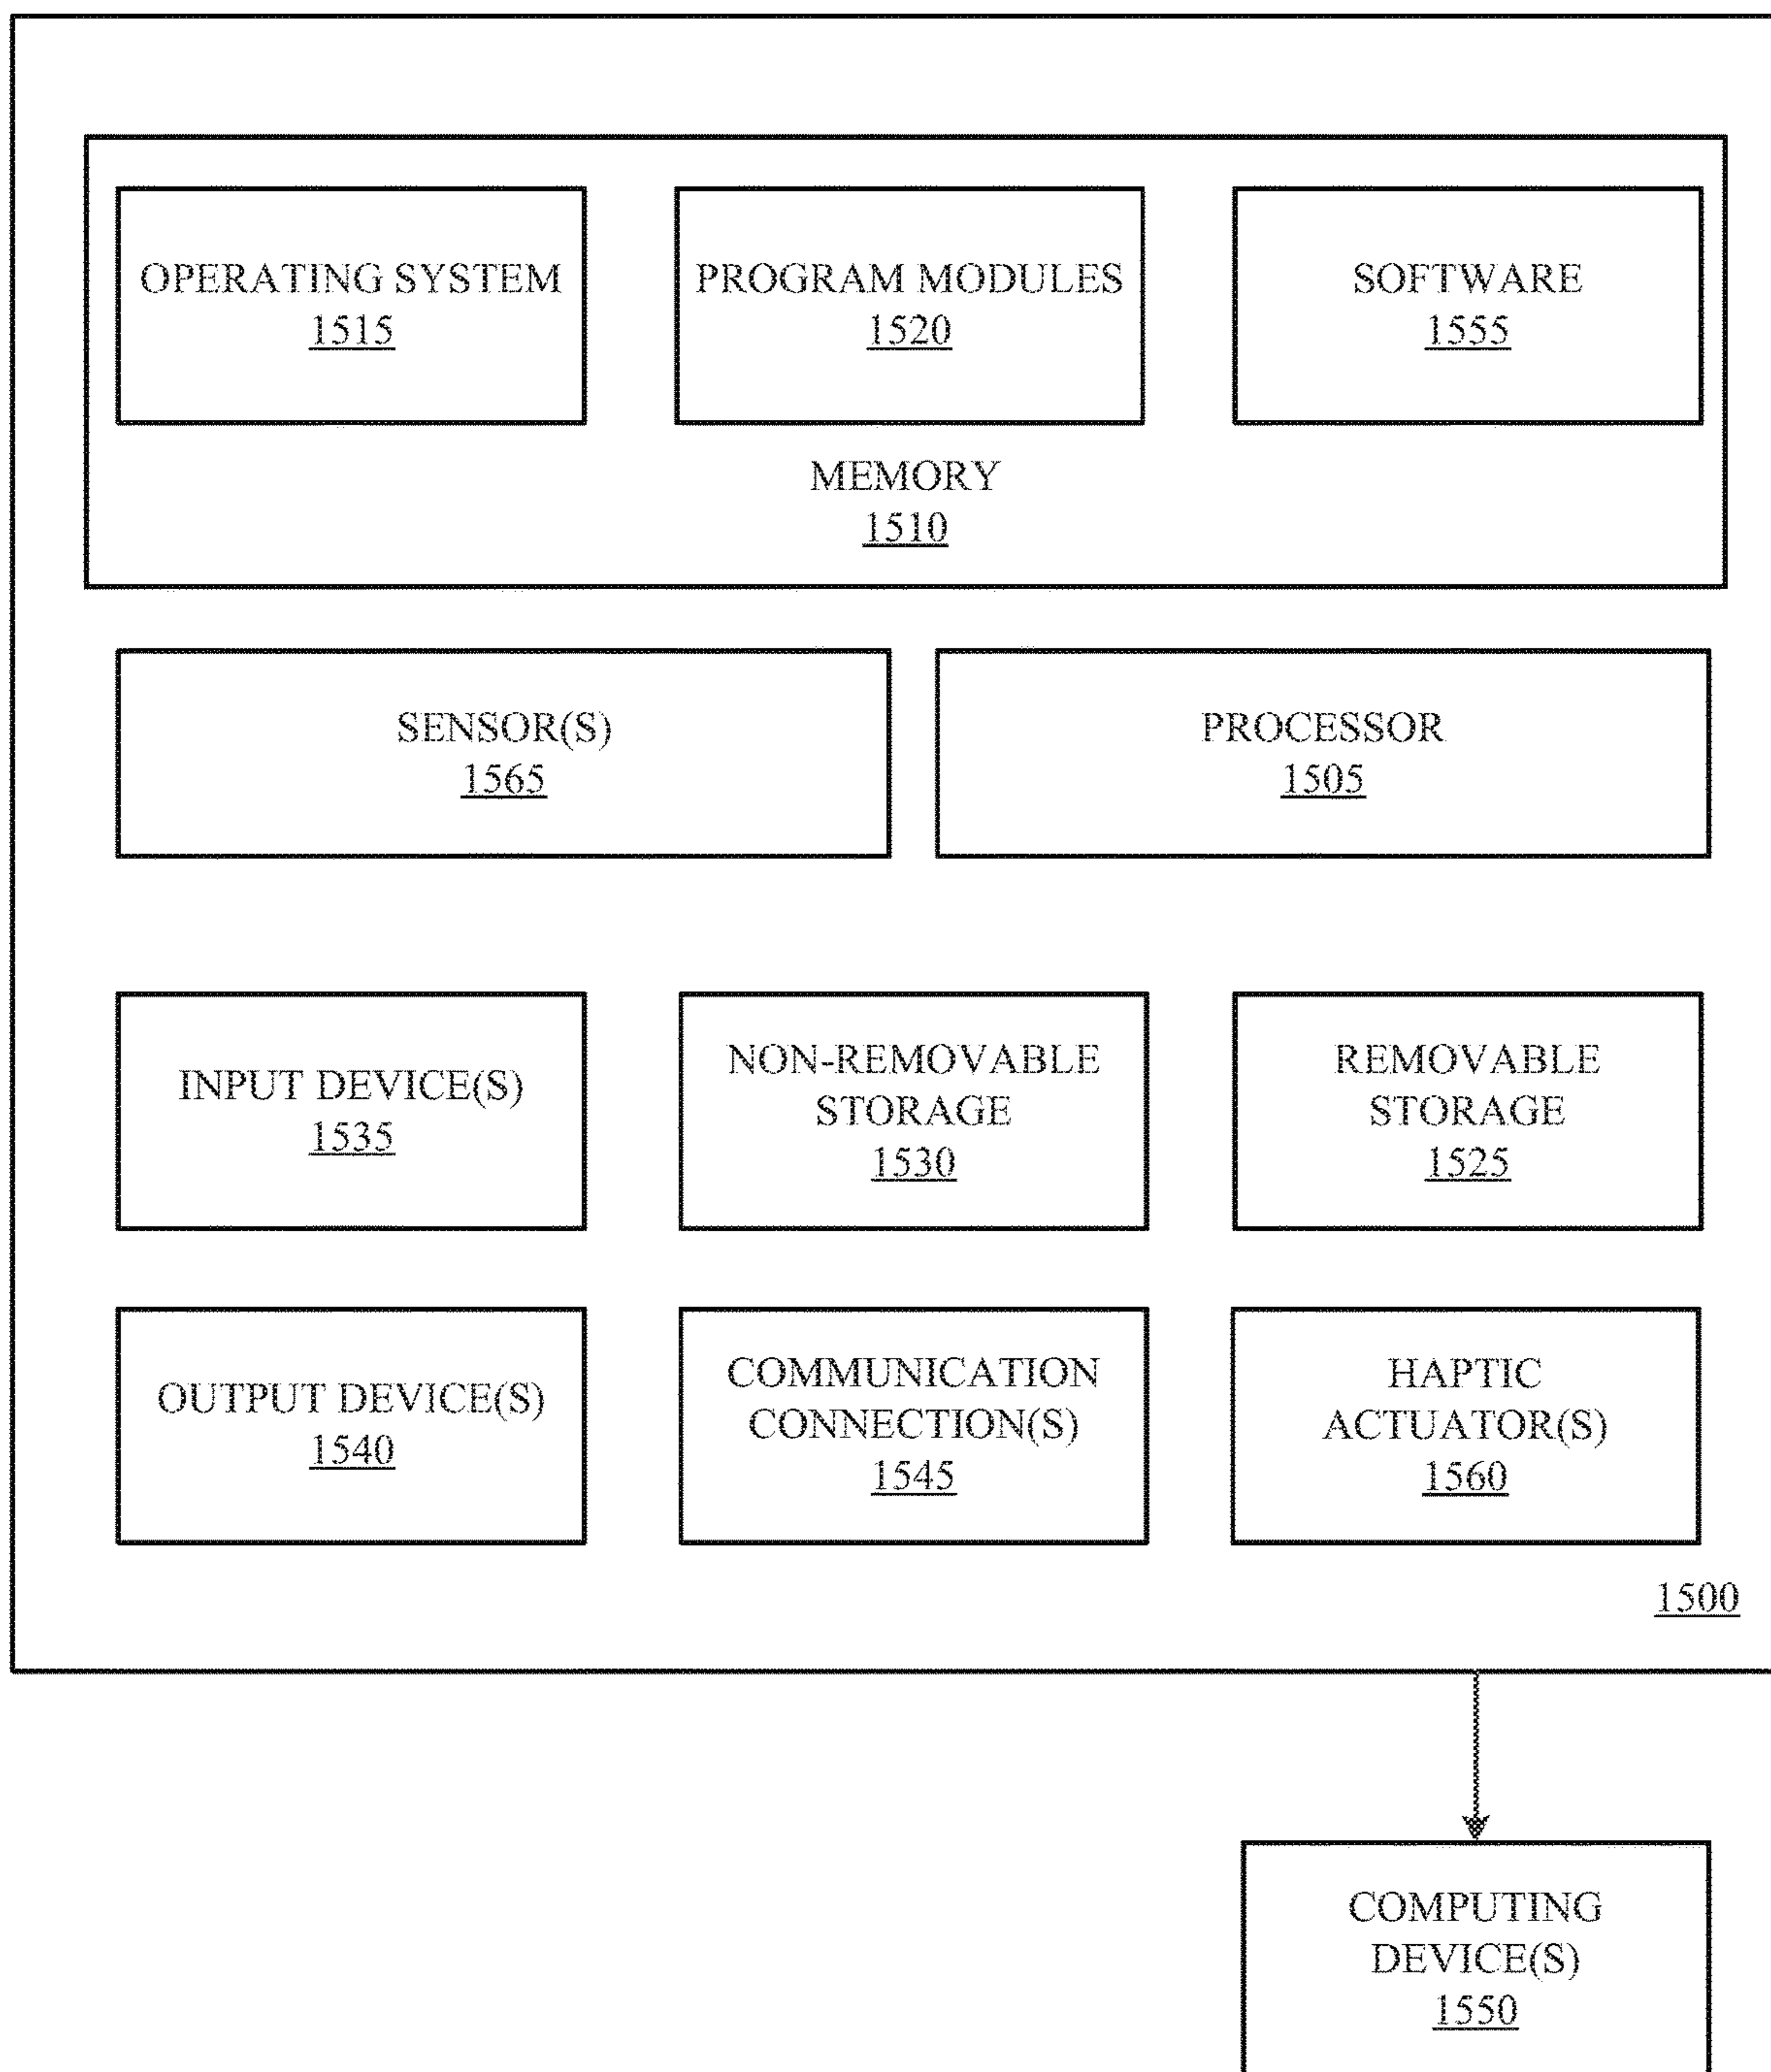 OPERATING SYSTEM
1515
PROGRAM MODULES
1520
SOFTWARE
1555
MEMORY
1510
SENSOR(S)
1565
PROCESSOR
1505
INPUT DEVICE(S)
1535
NON-REMOVABLE
STORAGE
1530
REMOVABLE
STORAGE
1525
OUTPUT DEVICE(S)
1540
COMMUNICATION
CONNECTION(S)
1545
HAPTIC
ACTUATOR(S)
1560
1500
COMPUTING
DEVICE(S)
1550